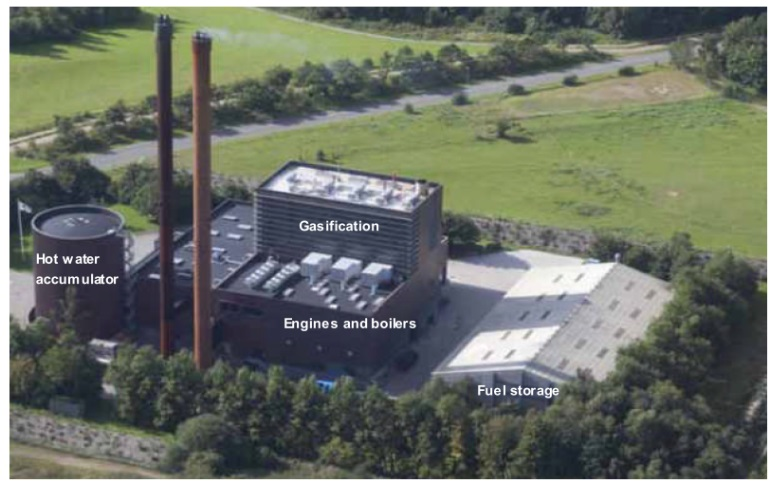 Gasification
Hot water
accumulator
Engines and boilers
Fuel storage